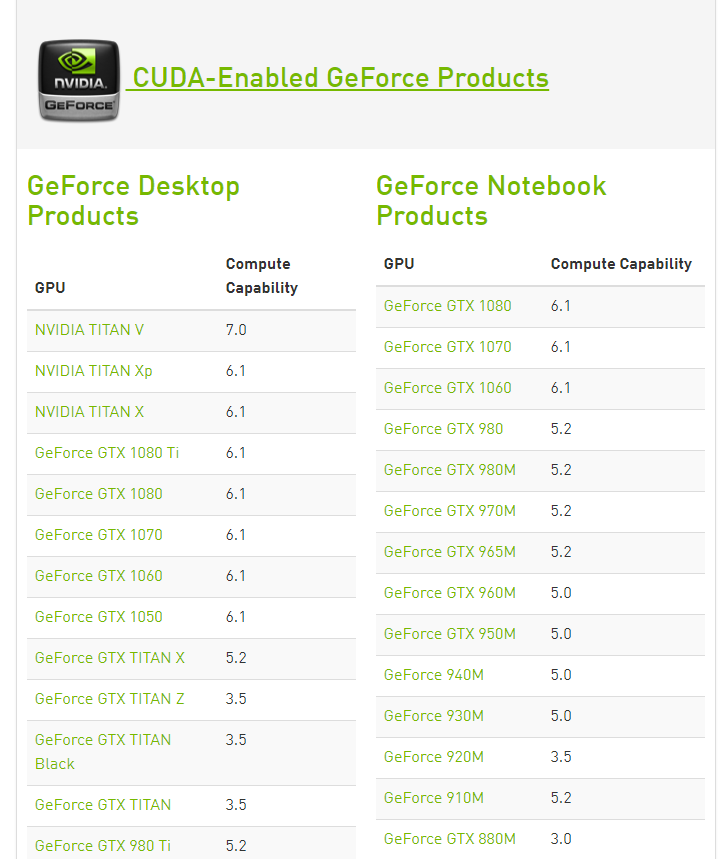 NVIDIA.
GEFORCE
CUDA-Enabled GeForce Products
GeForce Desktop
Products
GPU Compute
Capability
NVIDIA TITAN V 7.0
NVIDIA TITAN Xp 6.1
NVIDIA TITAN X 6.1
GeForce GTX 1080 Ti 6.1
GeForce GTX 1080 6.1
GeForce GTX 1070 6.1
GeForce GTX 1060 6.1
GeForce GTX 1050 6.1
GeForce GTX TITAN X 5.2
GeForce GTX TITAN Z 3.5
GeForce GTX TITAN
Black 3.5
GeForce GTX TITAN 3.5
GeForce GTX 980 Ti 5.2
GeForce Notebook
Products
GPU Compute Capability
GeForce GTX 1080 6.1
GeForce GTX 1070 6.1
GeForce GTX 1060 6.1
GeForce GTX 980 5.2
GeForce GTX 980M 5.2
GeForce GTX 970M 5.2
GeForce GTX 965M 5.2
GeForce GTX 960M 5.0
GeForce GTX 950M 5.0
GeForce 940M 5.0
GeForce 930M 5.0
GeForce 920M 3.5
GeForce 910M 5.2
GeForce GTX 880M 3.0